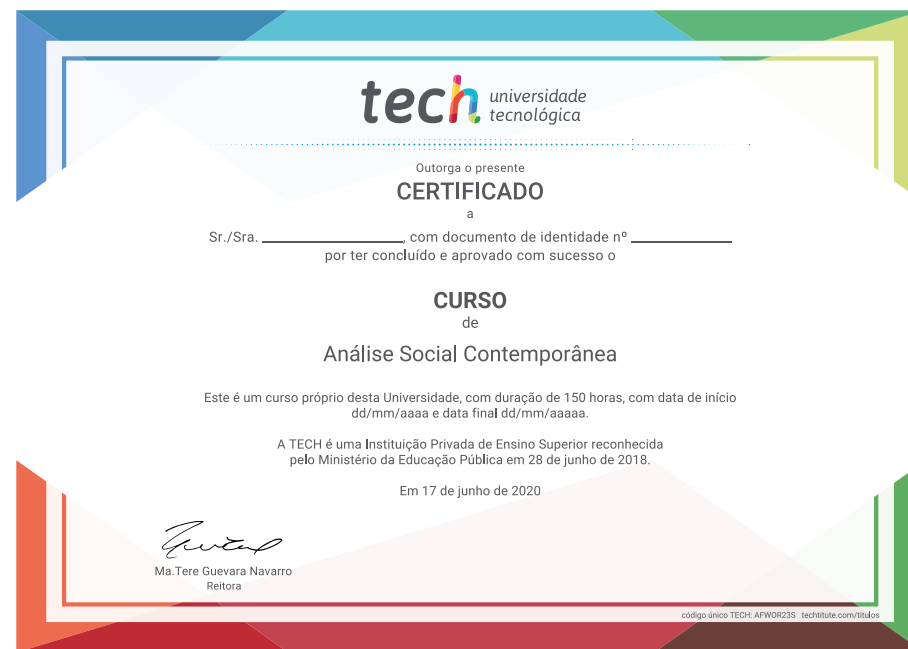 tech universidade
tecnológica
Outorga o presente
CERTIFICADO
a
Sr./Sra. ____________________, com documento de identidade nº ______________
por ter concluído e aprovado com sucesso o
CURSO
de
Análise Social Contemporânea
Este é um curso próprio desta Universidade, com duração de 150 horas, com data de início
dd/mm/aaaa e data final dd/mm/aaaaa.
A TECH é uma Instituição Privada de Ensino Superior reconhecida
pelo Ministério da Educação Pública em 28 de junho de 2018.
Em 17 de junho de 2020
Ma.Tere Guevara Navarro
Reitora
código único TECH: AFWOR23S techtitute.com/títulos